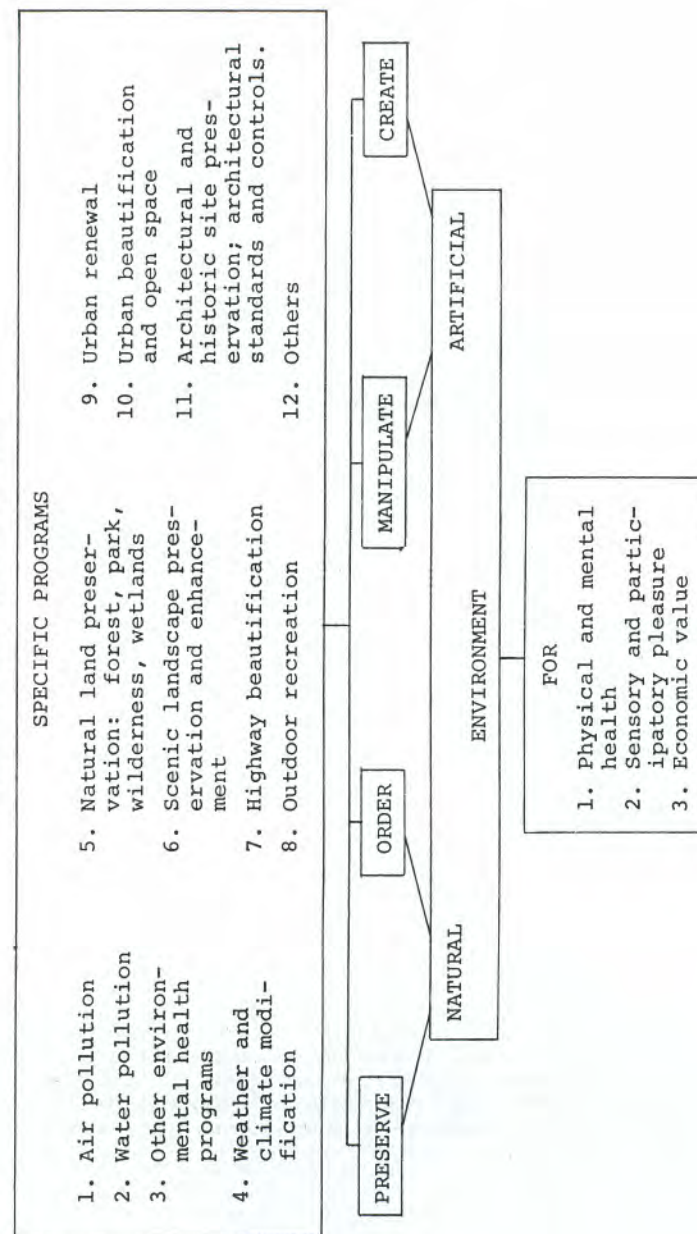 SPECIFIC PROGRAMS
1. Air pollution
2. Water pollution
3. Other environ-
mental health
programs
4. Weather and
climate modi-
fication
5. Natural land preser-
vation: forest, park,
wilderness, wetlands
6. Scenic landscape pres-
ervation and enhance-
ment
7. Highway beautification
8. Outdoor recreation
9. Urban renewal
10. Urban beautification
and open space
11. Architectural and
historic site pres-
ervation; architectural
standards and controls.
12. Others
PRESERVE
ORDER
MANIPULATE
CREATE
NATURAL
ARTIFICIAL
ENVIRONMENT
FOR
1. Physical and mental
health
2. Sensory and partic-
ipatory pleasure
3. Economic value